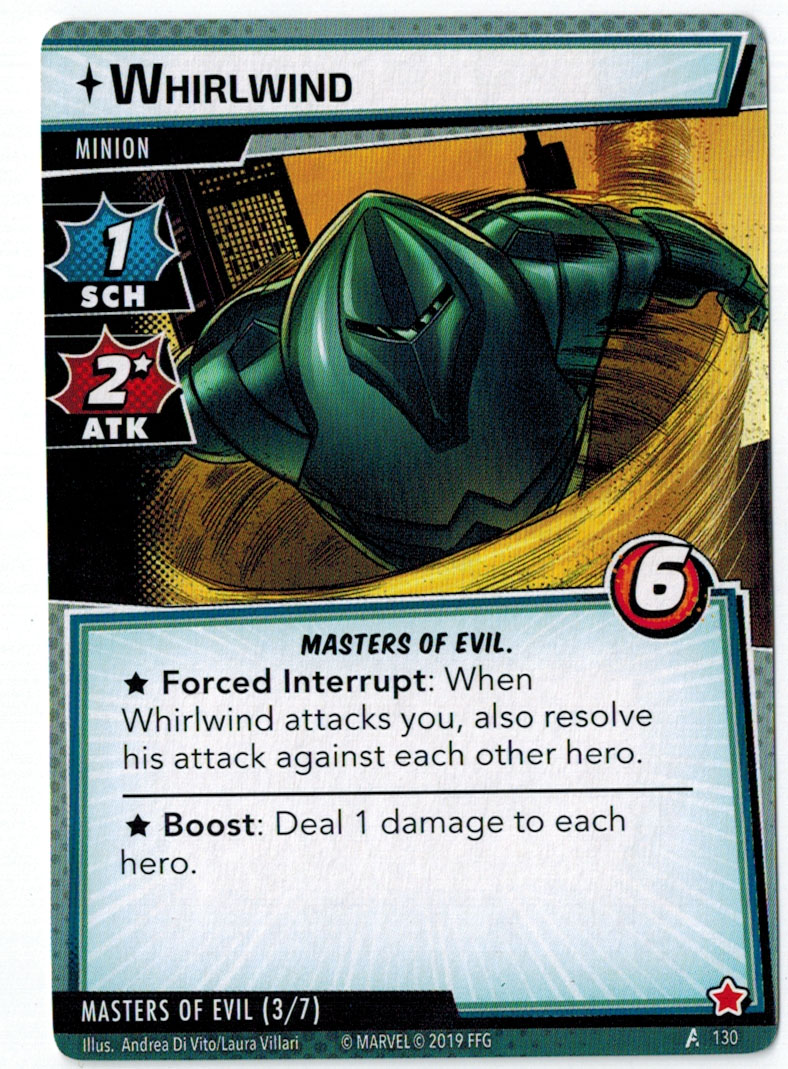 WHIRLWIND
MINION
1
SCH
2
ATK
6
MASTERS OF EVIL.
★ Forced Interrupt: When
Whirlwind attacks you, also resolve
his attack against each other hero.
★ Boost: Deal 1 damage to each
hero.
MASTERS OF EVIL (3/7)
Illus. Andrea Di Vito/Laura Villari © MARVEL © 2019 FFG 130